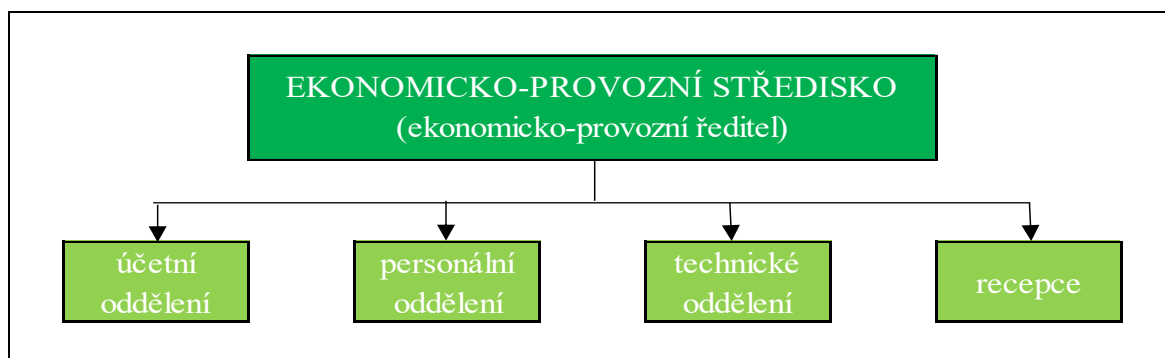 EKONOMICKO-PROVOZNÍ STŘEDISKO
(ekonomicko-provozní ředitel)
účetní
oddělení
personální
oddělení
technické
oddělení
recepce